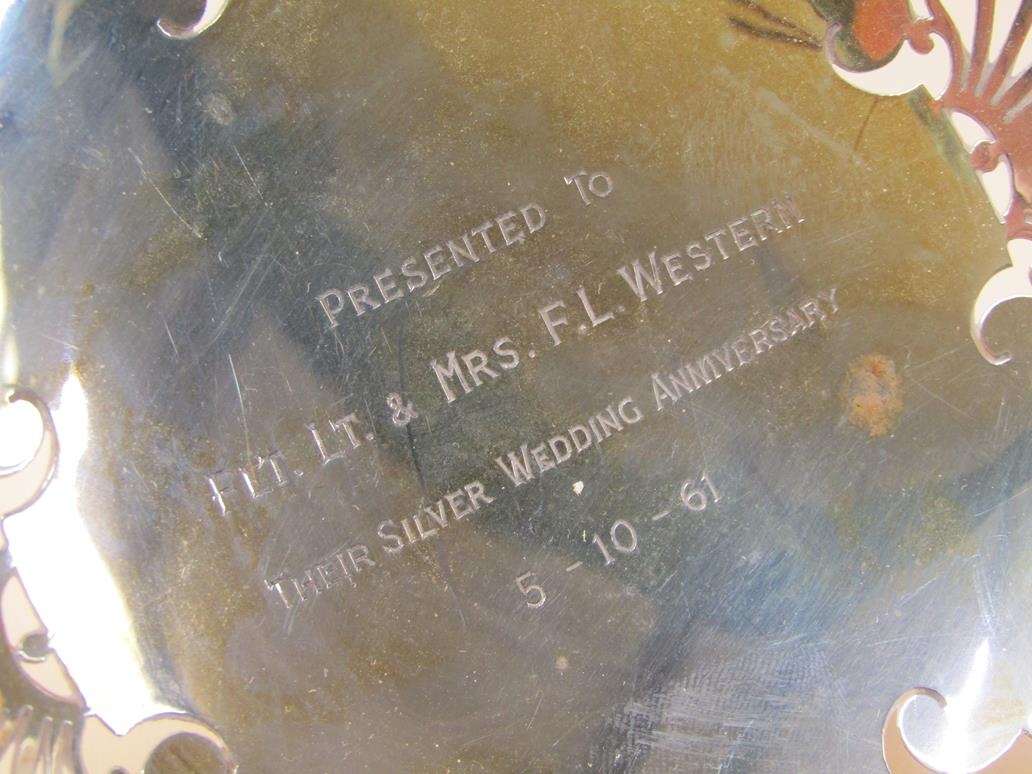 PRESENTED TO
FLT. LT. & MRS. F.L. WESTERN
THEIR SILVER WEDDING ANNIVERSARY
5 - 10 - 61